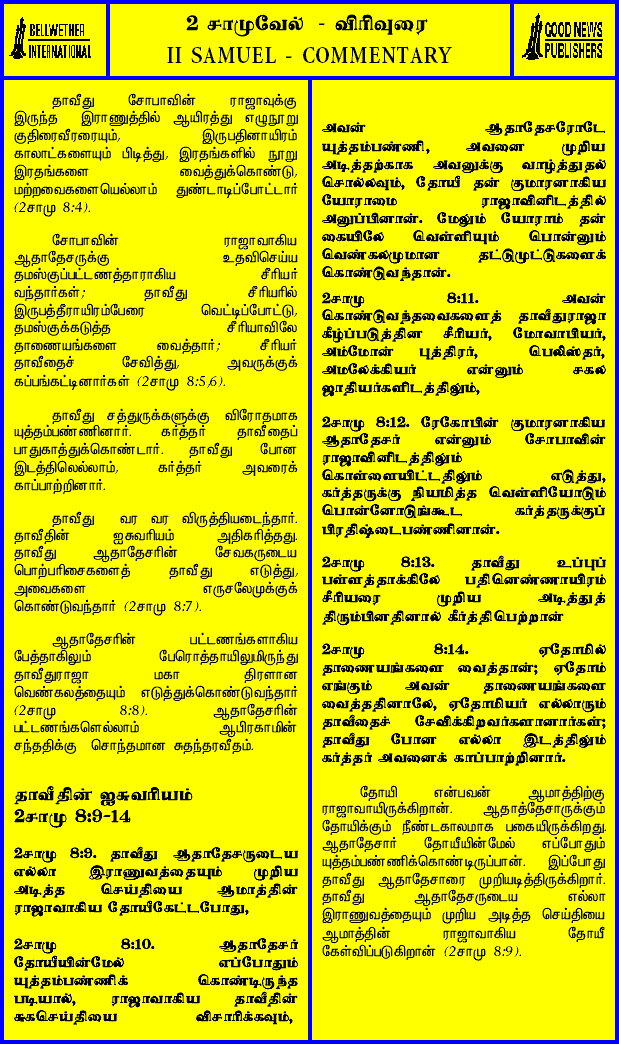 BELLWETHER
INTERNATIONAL
2 சாமுவேல் - விரிவுரை
II SAMUEL - COMMENTARY
GOOD NEWS
PUBLISHERS
தாவீது சோபாவின் ராஜாவுக்கு
இருந்த இராணுத்தில் ஆயிரத்து எழுநூறு
குதிரைவீரரையும், இருபதினாயிரம்
காலாட்களையும் பிடித்து, இரதங்களில் நூறு
இரதங்களை வைத்துக்கொண்டு,
மற்றவைகளையெல்லாம் துண்டாடிப்போட்டார்
(2சாமு 8:4).
சோபாவின் ராஜாவாகிய
ஆதாதேசருக்கு உதவிசெய்ய
தமஸ்குப்பட்டணத்தாராகிய சீரியர்
வந்தார்கள்; தாவீது சீரியரில்
இருபத்தீராயிரம்பேரை வெட்டிப்போட்டு,
தமஸ்குக்கடுத்த சீரியாவிலே
தாணையங்களை வைத்தார்; சீரியர்
தாவீதைச் சேவித்து, அவருக்குக்
கப்பங்கட்டினார்கள் (2சாமு 8:5,6).
தாவீது சத்துருக்களுக்கு விரோதமாக
யுத்தம்பண்ணினார். கர்த்தர் தாவீதைப்
பாதுகாத்துக்கொண்டார். தாவீது போன
இடத்திலெல்லாம், கர்த்தர் அவரைக்
காப்பாற்றினார்.
தாவீது வர வர விருத்தியடைந்தார்.
தாவீதின் ஐசுவரியம் அதிகரித்தது.
தாவீது ஆதாதேசரின் சேவகருடைய
பொற்பரிசைகளைத் தாவீது எடுத்து,
அவைகளை எருசலேமுக்குக்
கொண்டுவந்தார் (2சாமு 8:7).
ஆதாதேசரின் பட்டணங்களாகிய
பேத்தாகிலும் பேரொத்தாயிலுமிருந்து
தாவீதுராஜா மகா திரளான
வெண்கலத்தையும் எடுத்துக்கொண்டுவந்தார்
(2சாமு 8:8). ஆதாதேசரின்
பட்டணங்களெல்லாம் ஆபிரகாமின்
சந்ததிக்கு சொந்தமான சுதந்தரவீதம்.
தாவீதின் ஐசுவரியம்
2சாமு 8:9-14
2சாமு 8:9. தாவீது ஆதாதேசருடைய
எல்லா இராணுவத்தையும் முறிய
அடித்த செய்தியை ஆமாத்தின்
ராஜாவாகிய தோயீகேட்டபோது,
2சாமு 8:10. ஆதாதேசர்
தோயீயின்மேல் எப்போதும்
யுத்தம்பண்ணிக் கொண்டிருந்த
படியால், ராஜாவாகிய தாவீதின்
சுகசெய்தியை விசாரிக்கவும்,
அவன் ஆதாதேசரோடே
யுத்தம்பண்ணி, அவனை முறிய
அடித்தற்காக அவனுக்கு வாழ்த்துதல்
சொல்லவும், தோயீ தன் குமாரனாகிய
யோராமை ராஜாவினிடத்தில்
அனுப்பினான். மேலும் யோராம் தன்
கையிலே வெள்ளியும் பொன்னும்
வெண்கலமுமான தட்டுமுட்டுகளைக்
கொண்டுவந்தான்.
2சாமு 8:11. அவன்
கொண்டுவந்தவைகளைத் தாவீதுராஜா
கீழ்ப்படுத்தின சீரியர், மோவாபியர்,
அம்மோன் புத்திரர், பெலிஸ்தர்,
அமலேக்கியர் என்னும் சகல
ஜாதியர்களிடத்திலும்,
2சாமு 8:12. ரேகோபின் குமாரனாகிய
ஆதாதேசர் என்னும் சோபாவின்
ராஜாவினிடத்திலும்
கொள்ளையிட்டதிலும் எடுத்து,
கர்த்தருக்கு நியமித்த வெள்ளியோடும்
பொன்னோடுங்கூட கர்த்தருக்குப்
பிரதிஷ்டைபண்ணினான்.
2சாமு 8:13. தாவீது உப்புப்
பள்ளத்தாக்கிலே பதினெண்ணாயிரம்
சீரியரை முறிய அடித்துத்
திரும்பினதினால் கீர்த்திபெற்றான்
2சாமு 8:14. ஏதோமில்
தாணையங்களை வைத்தான்; ஏதோம்
எங்கும் அவன் தாணையங்களை
வைத்ததினாலே, ஏதோமியர் எல்லாரும்
தாவீதைச் சேவிக்கிறவர்களானார்கள்;
தாவீது போன எல்லா இடத்திலும்
கர்த்தர் அவனைக் காப்பாற்றினார்.
தோயி என்பவன் ஆமாத்திற்கு
ராஜாவாயிருக்கிறான். ஆதாத்தேசாருக்கும்
தோயிக்கும் நீண்டகாலமாக பகையிருக்கிறது.
ஆதாதேசார் தோயீயின்மேல் எப்போதும்
யுத்தம்பண்ணிக்கொண்டிருப்பான். இப்போது
தாவீது ஆதாதேசாரை முறியடித்திருக்கிறார்.
தாவீது ஆதாதேசருடைய எல்லா
இராணுவத்தையும் முறிய அடித்த செய்தியை
ஆமாத்தின் ராஜாவாகிய தோயீ
கேள்விப்படுகிறான் (2சாமு 8:9).